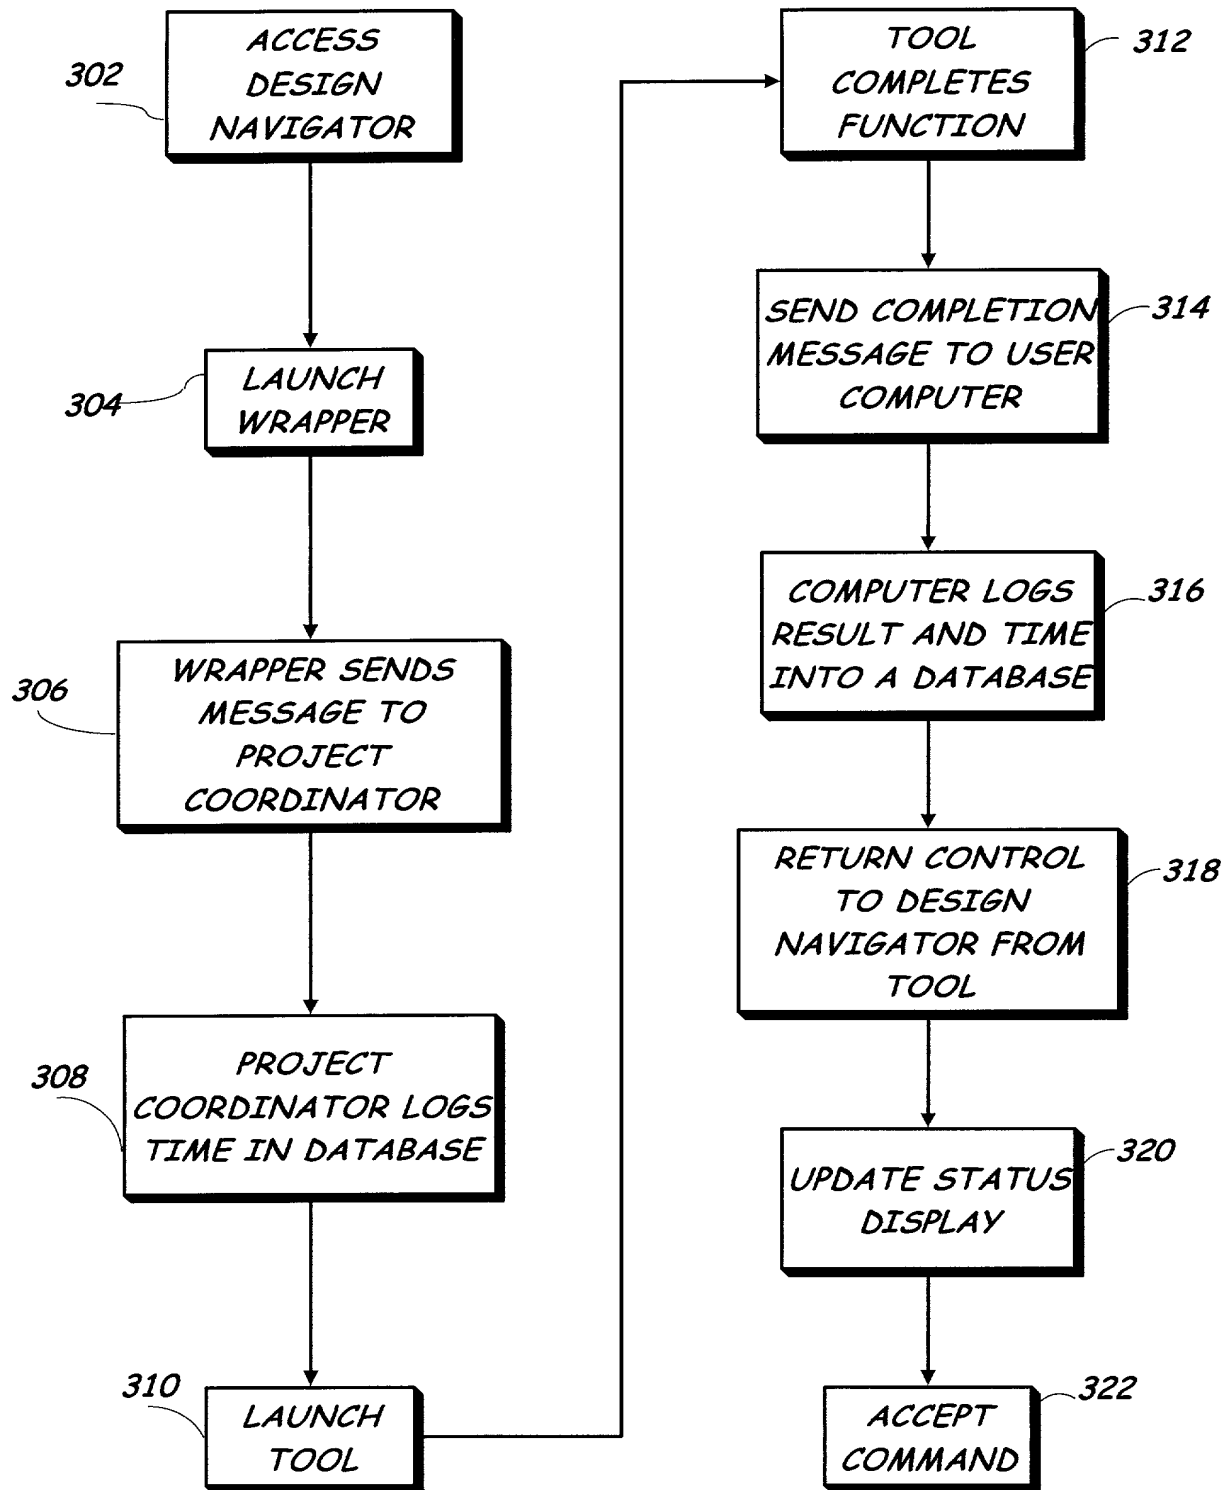 302
ACCESS
DESIGN
NAVIGATOR
304
LAUNCH
WRAPPER
306
WRAPPER SENDS
MESSAGE TO
PROJECT
COORDINATOR
308
PROJECT
COORDINATOR LOGS
TIME IN DATABASE
310
LAUNCH
TOOL
TOOL
COMPLETES
FUNCTION
312
SEND COMPLETION
MESSAGE TO USER
COMPUTER
314
COMPUTER LOGS
RESULT AND TIME
INTO A DATABASE
316
RETURN CONTROL
TO DESIGN
NAVIGATOR FROM
TOOL
318
UPDATE STATUS
DISPLAY
320
ACCEPT
COMMAND
322